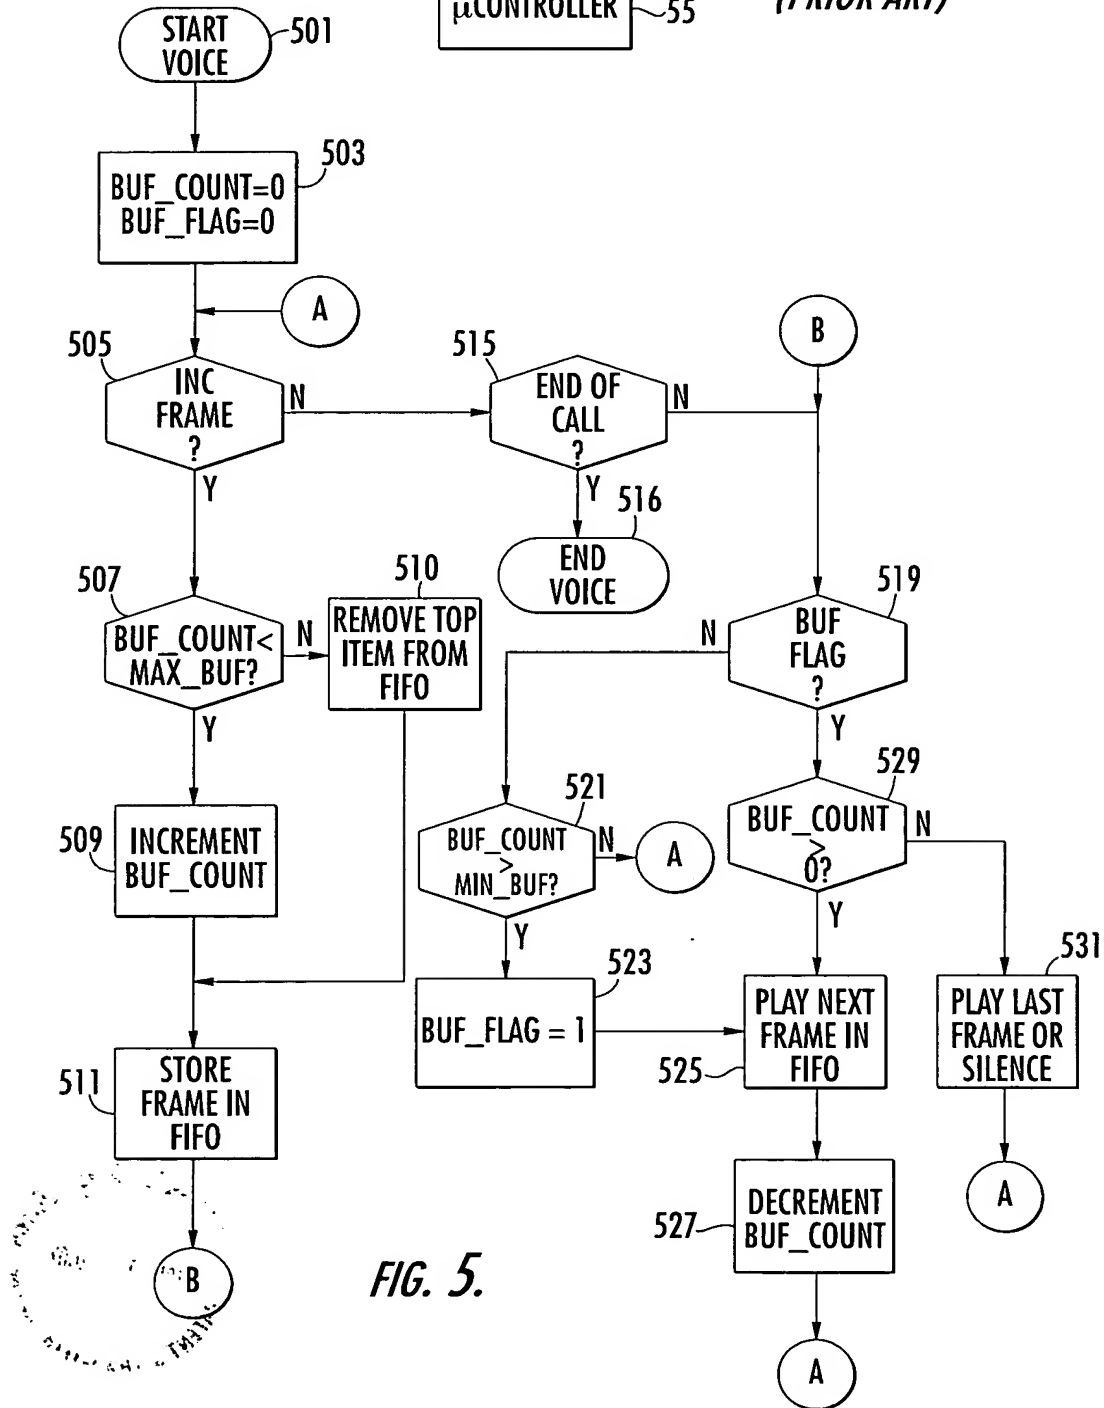 µCONTROLLER
55
(PRIOR ART)
START
VOICE
501
BUF_COUNT=0
BUF_FLAG=0
503
A
B
505
INC
FRAME
?
N
Y
515
END OF
CALL
?
N
Y
516
END
VOICE
507
BUF_COUNT<
MAX_BUF?
N
Y
510
REMOVE TOP
ITEM FROM
FIFO
519
BUF
FLAG
?
N
Y
509
INCREMENT
BUF_COUNT
521
BUF_COUNT
>
MIN_BUF?
N
Y
A
529
BUF_COUNT
>
0?
N
Y
523
BUF_FLAG = 1
525
PLAY NEXT
FRAME IN
FIFO
531
PLAY LAST
FRAME OR
SILENCE
511
STORE
FRAME IN
FIFO
527
DECREMENT
BUF_COUNT
A
B
A
FIG. 5.